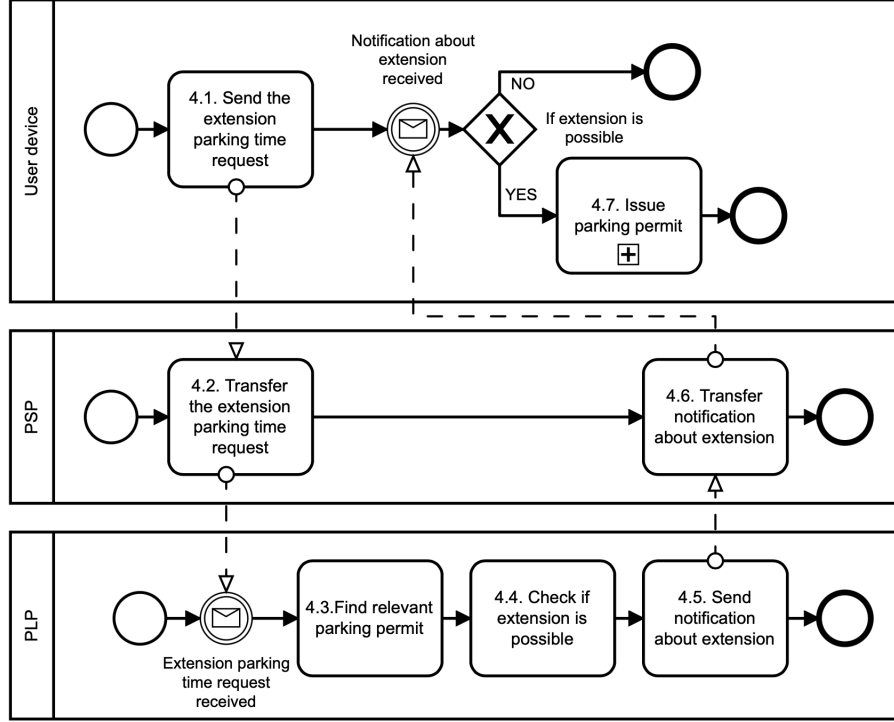 User device
4.1. Send the
extension
parking time
request
Notification about
extension
received
NO
If extension is
possible
YES
4.7. Issue
parking permit
PSP
4.2. Transfer
the extension
parking time
request
4.6. Transfer
notification
about extension
PLP
Extension parking
time request
received
4.3.Find relevant
parking permit
4.4. Check if
extension is
possible
4.5. Send
notification
about extension